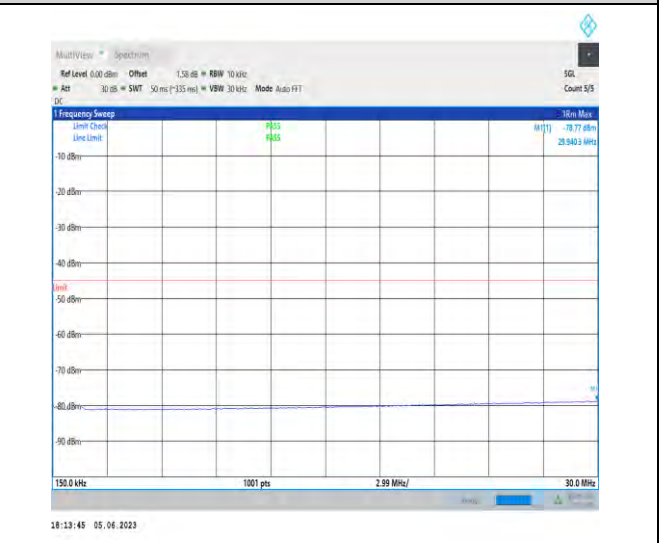 MultiView Spectrum
Ref Level 0.00 dBm Offset 1.58 dB RBW 10 kHz SGL
Att 30 dB SWT 50 ms (~335 ms) VBW 30 kHz Mode Auto FFT Count 5/5
DC
1 Frequency Sweep 1Rm Max
Limit Check PASS M1[1] -78.77 dBm
Line Limit PASS 29.9403 MHz
-10 dBm
-20 dBm
-30 dBm
-40 dBm
Limit
-50 dBm
-60 dBm
-70 dBm
M1
-80 dBm
-90 dBm
150.0 kHz 1001 pts 2.99 MHz/ 30.0 MHz
18:13:45 05.06.2023